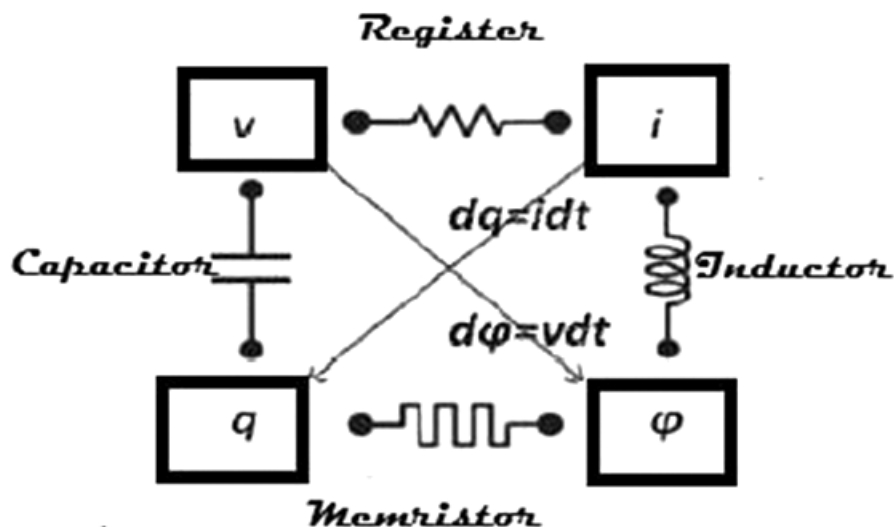 Register
v
i
dq=idt
Capacitor
Inductor
dφ=vdt
q
φ
Memristor